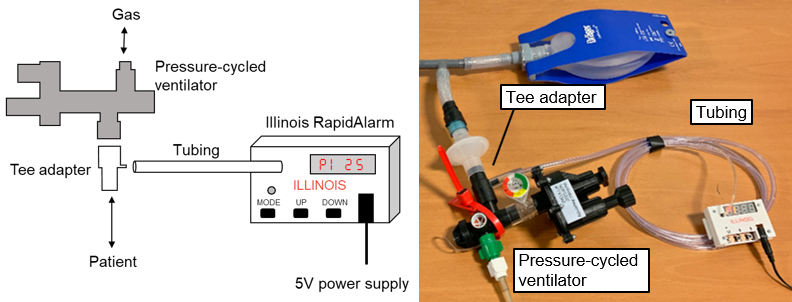 Gas
Pressure-cycled
ventilator
Illinois RapidAlarm
Tee adapter
Tubing
P1 25
ILLINOIS
MODE
UP
DOWN
Patient
5V power supply
Dräger
Tee adapter
Tubing
ILLINOIS
Pressure-cycled
ventilator